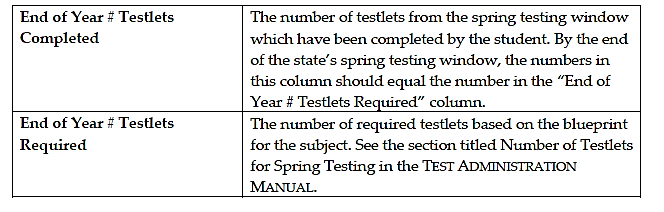 End of Year # Testlets
Completed
The number of testlets from the spring testing window
which have been completed by the student. By the end
of the state’s spring testing window, the numbers in
this column should equal the number in the “End of
Year # Testlets Required” column.
End of Year # Testlets
Required
The number of required testlets based on the blueprint
for the subject. See the section titled Number of Testlets
for Spring Testing in the TEST ADMINISTRATION
MANUAL.